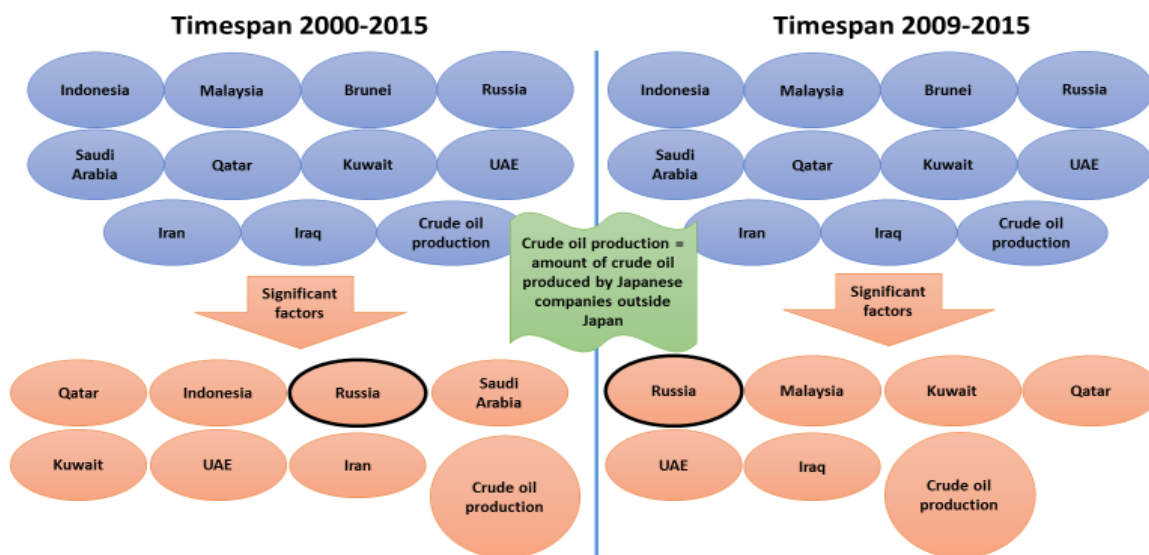 Timespan 2000-2015
Indonesia
Malaysia
Brunei
Russia
Saudi
Arabia
Qatar
Kuwait
UAE
Iran
Iraq
Crude oil
production
Significant
factors
Qatar
Indonesia
Russia
Saudi
Arabia
Kuwait
UAE
Iran
Crude oil
production
Crude oil production =
amount of crude oil
produced by Japanese
companies outside
Japan
Timespan 2009-2015
Indonesia
Malaysia
Brunei
Russia
Saudi
Arabia
Qatar
Kuwait
UAE
Iran
Iraq
Crude oil
production
Significant
factors
Russia
Malaysia
Kuwait
Qatar
UAE
Iraq
Crude oil
production